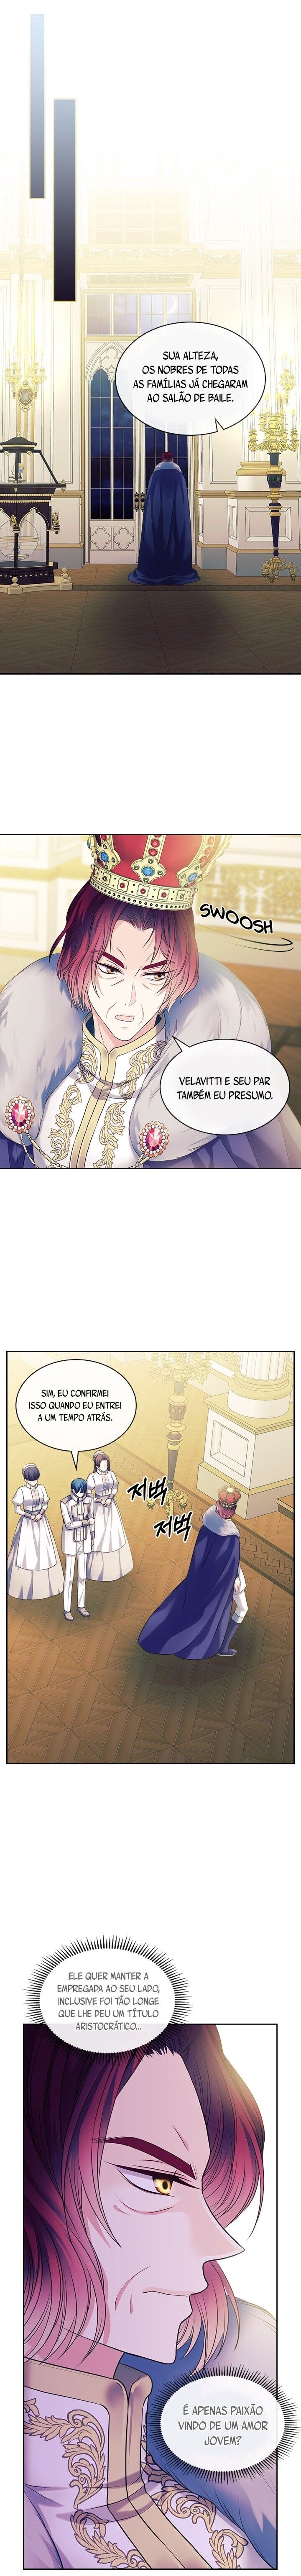 SUA ALTEZA,
OS NOBRES DE TODAS
AS FAMÍLIAS JÁ CHEGARAM
AO SALÃO DE BAILE.
SWOOSH
VELAVITTI E SEU PAR
TAMBÉM EU PRESUMO.
SIM, EU CONFIRMEI
ISSO QUANDO EU ENTREI
A UM TEMPO ATRÁS.
저벅
저벅
ELE QUER MANTER A
EMPREGADA AO SEU LADO,
INCLUSIVE FOI TÃO LONGE
QUE LHE DEU UM TÍTULO
ARISTOCRÁTICO...
É APENAS PAIXÃO
VINDO DE UM AMOR
JOVEM?